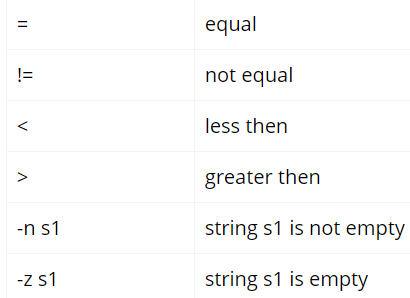 = equal
!= not equal
< less then
> greater then
-n s1 string s1 is not empty
-z s1 string s1 is empty